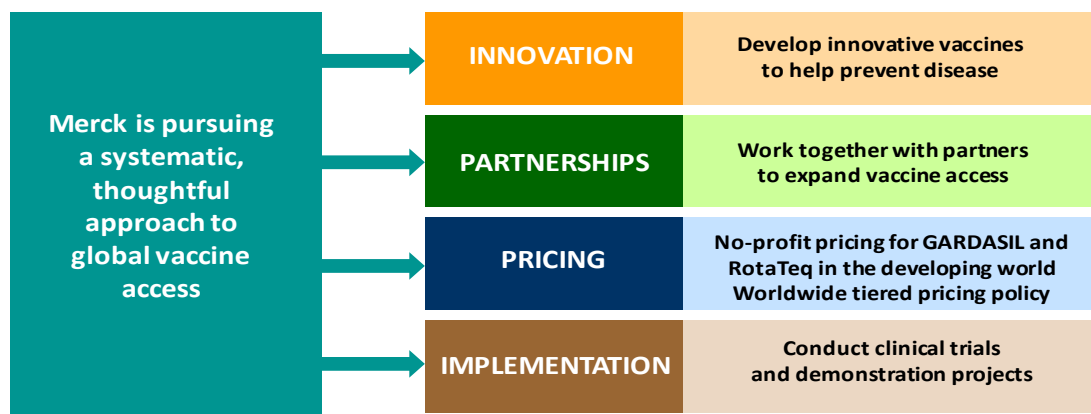 Merck is pursuing
a systematic,
thoughtful
approach to
global vaccine
access
INNOVATION
Develop innovative vaccines
to help prevent disease
PARTNERSHIPS
Work together with partners
to expand vaccine access
PRICING
No-profit pricing for GARDASIL and
RotaTeq in the developing world
Worldwide tiered pricing policy
IMPLEMENTATION
Conduct clinical trials
and demonstration projects